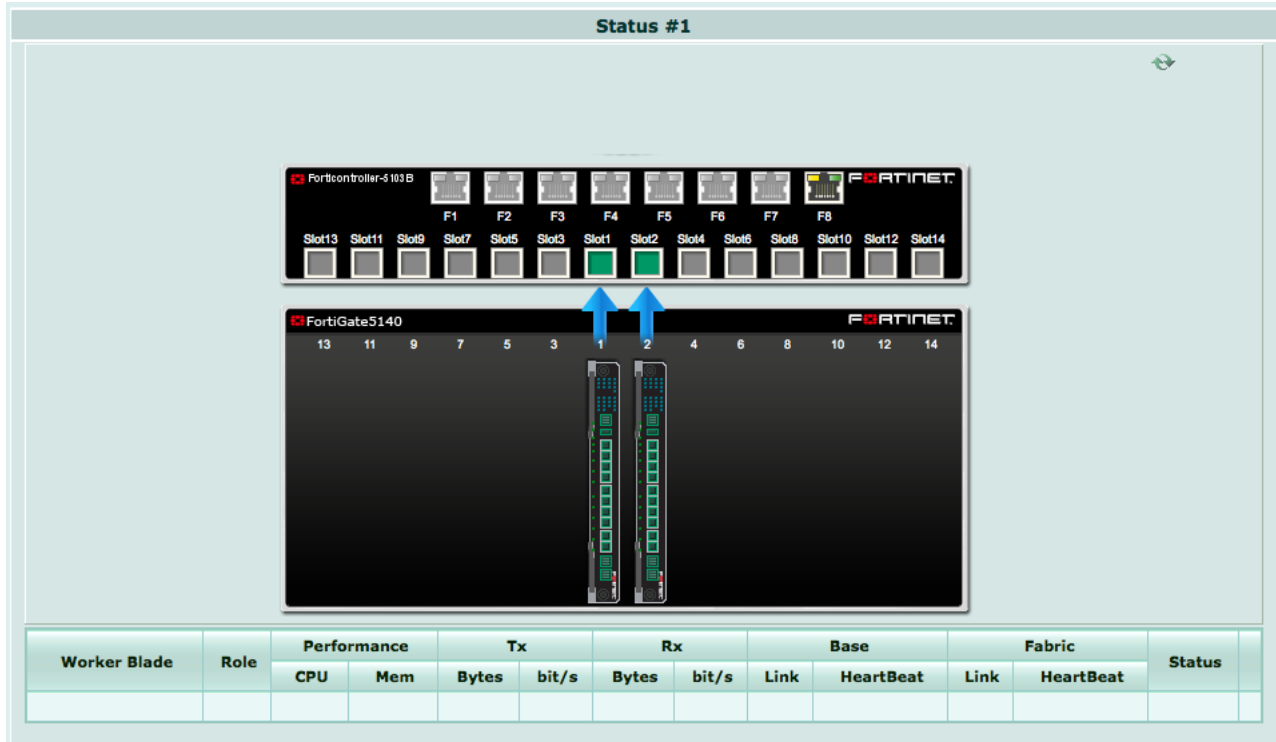 Status #1
Forticontroller-5103B
FORTINET
F1 F2 F3 F4 F5 F6 F7 F8
Slot13 Slot11 Slot9 Slot7 Slot5 Slot3 Slot1 Slot2 Slot4 Slot6 Slot8 Slot10 Slot12 Slot14
FortiGate5140
FORTINET
13 11 9 7 5 3 1 2 4 6 8 10 12 14
Worker Blade Role Performance Tx Rx Base Fabric Status
CPU Mem Bytes bit/s Bytes bit/s Link HeartBeat Link HeartBeat